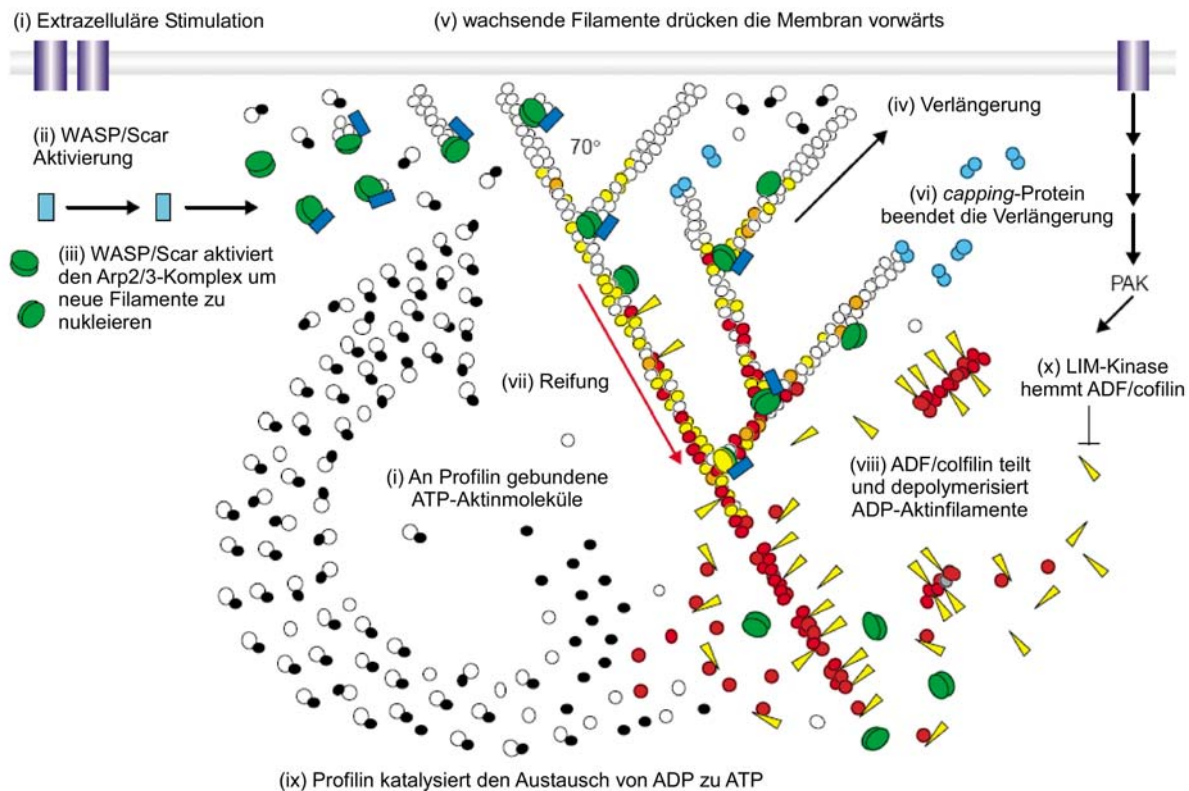 (i) Extrazelluläre Stimulation
(v) wachsende Filamente drücken die Membran vorwärts
(ii) WASP/Scar
Aktivierung
(iii) WASP/Scar aktiviert
den Arp2/3-Komplex um
neue Filamente zu
nukleieren
70°
(iv) Verlängerung
(vi) capping-Protein
beendet die Verlängerung
PAK
(x) LIM-Kinase
hemmt ADF/cofilin
(vii) Reifung
(i) An Profilin gebundene
ATP-Aktinmoleküle
(viii) ADF/colfilin teilt
und depolymerisiert
ADP-Aktinfilamente
(ix) Profilin katalysiert den Austausch von ADP zu ATP